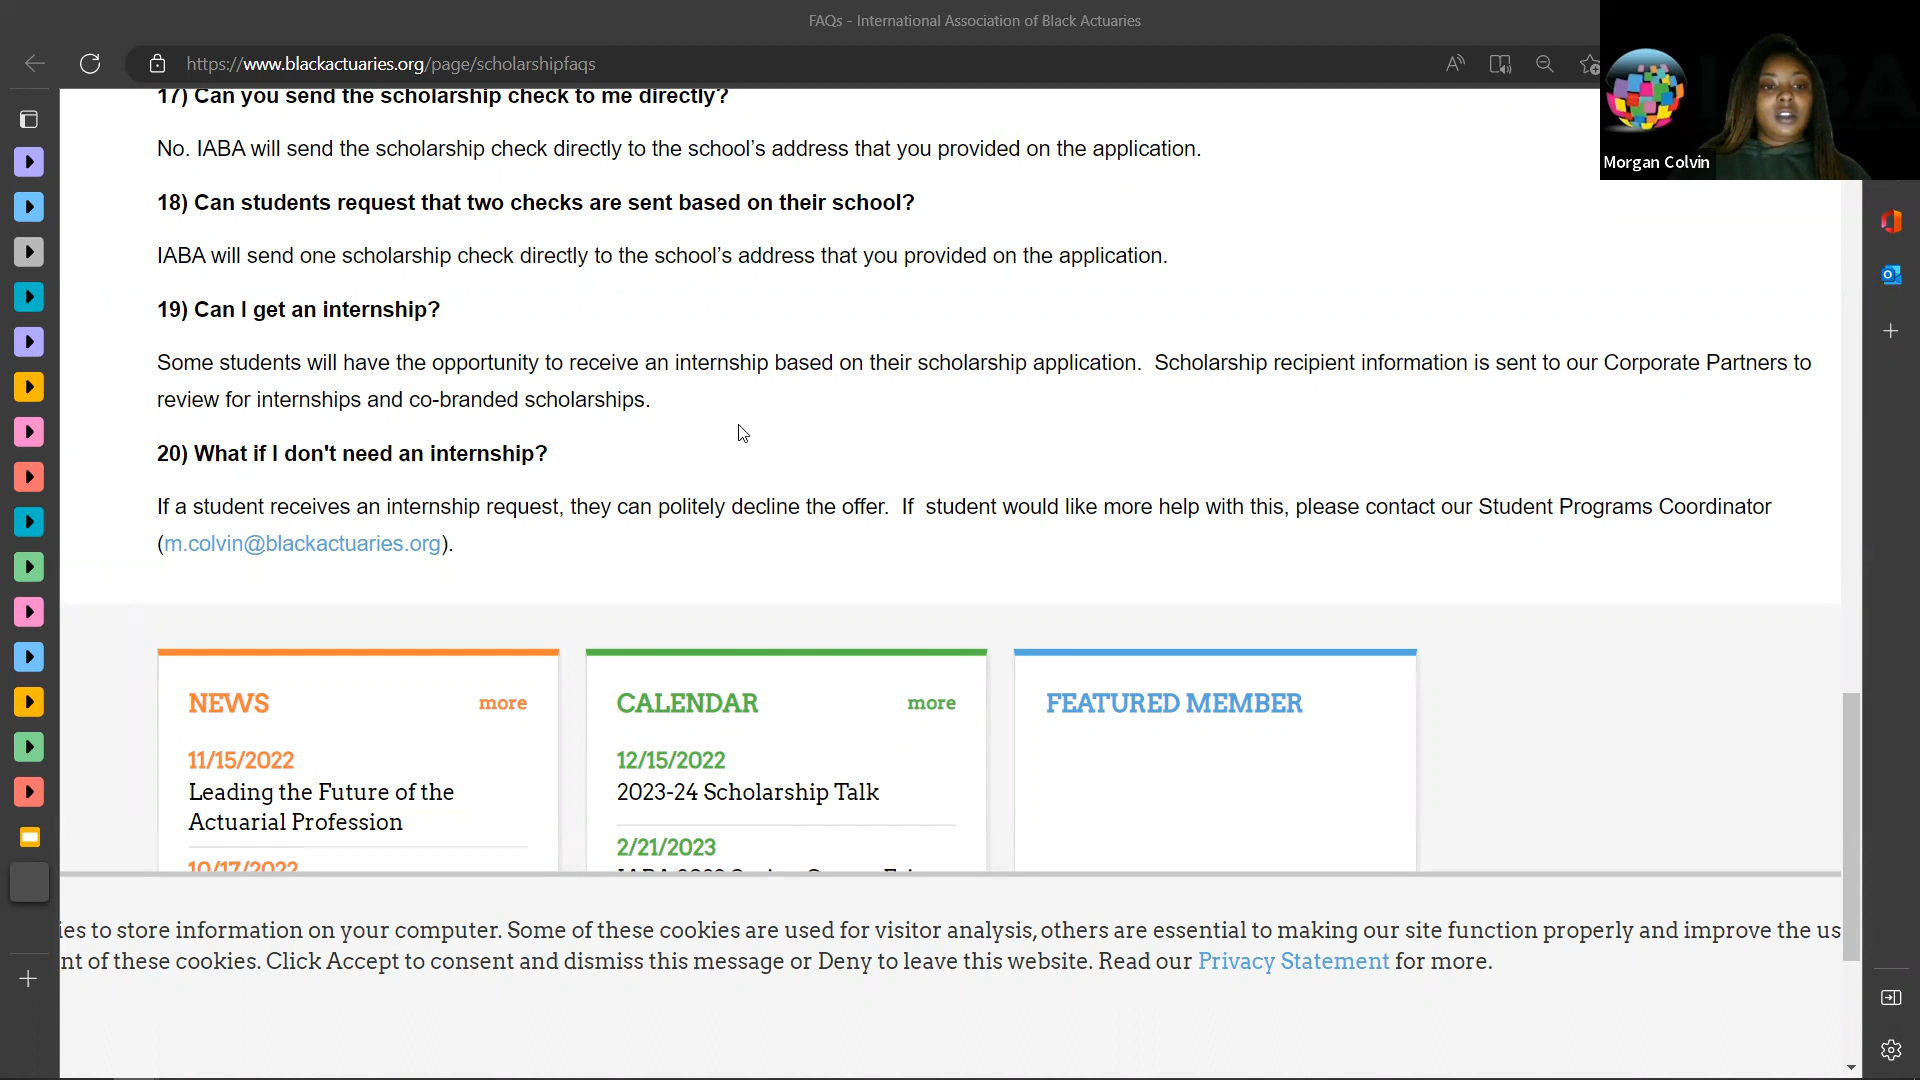 FAQs - International Association of Black Actuaries
https://www.blackactuaries.org/page/scholarshipfaqs
Morgan Colvin
17) Can you send the scholarship check to me directly?
No. IABA will send the scholarship check directly to the school’s address that you provided on the application.
18) Can students request that two checks are sent based on their school?
IABA will send one scholarship check directly to the school’s address that you provided on the application.
19) Can I get an internship?
Some students will have the opportunity to receive an internship based on their scholarship application.  Scholarship recipient information is sent to our Corporate Partners to
review for internships and co-branded scholarships.
20) What if I don't need an internship?
If a student receives an internship request, they can politely decline the offer.  If  student would like more help with this, please contact our Student Programs Coordinator
(m.colvin@blackactuaries.org).
NEWS more
11/15/2022
Leading the Future of the
Actuarial Profession
10/17/2022
CALENDAR more
12/15/2022
2023-24 Scholarship Talk
2/21/2023
FEATURED MEMBER
ies to store information on your computer. Some of these cookies are used for visitor analysis, others are essential to making our site function properly and improve the us
nt of these cookies. Click Accept to consent and dismiss this message or Deny to leave this website. Read our Privacy Statement for more.